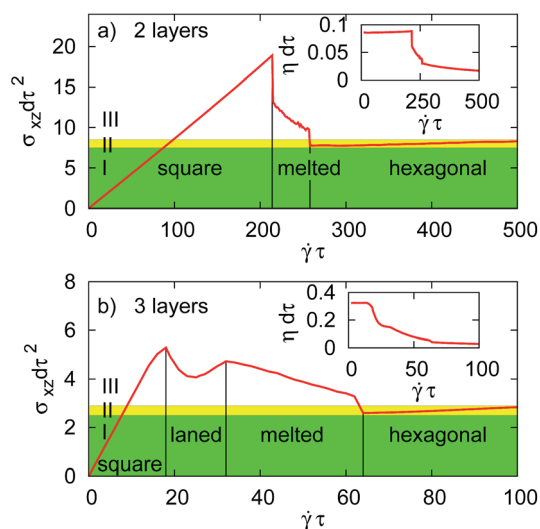 a) 2 layers
σxz dτ²
20
15
10
5
0
III
II
I
square
melted
hexagonal
0 100 200 300 400 500
γ̇ τ
η dτ
0.1
0.05
0
0 250 500
γ̇ τ
b) 3 layers
σxz dτ²
8
6
4
2
0
III
II
I
square
laned
melted
hexagonal
0 20 40 60 80 100
γ̇ τ
η dτ
0.4
0.2
0
0 50 100
γ̇ τ